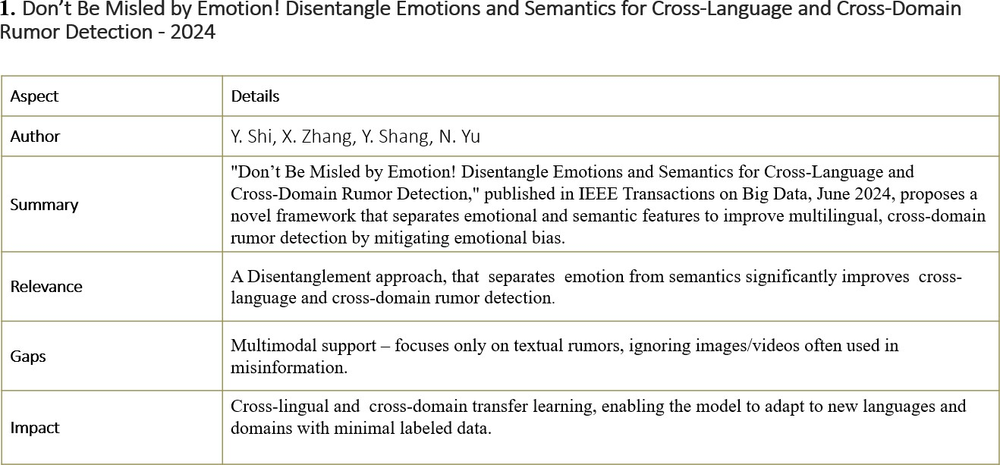 1. Don’t Be Misled by Emotion! Disentangle Emotions and Semantics for Cross-Language and Cross-Domain
Rumor Detection - 2024
Aspect
Details
Author
Y. Shi, X. Zhang, Y. Shang, N. Yu
Summary
"Don’t Be Misled by Emotion! Disentangle Emotions and Semantics for Cross-Language and
Cross-Domain Rumor Detection," published in IEEE Transactions on Big Data, June 2024, proposes a
novel framework that separates emotional and semantic features to improve multilingual, cross-domain
rumor detection by mitigating emotional bias.
Relevance
A Disentanglement approach, that  separates  emotion from semantics significantly improves  cross-
language and cross-domain rumor detection.
Gaps
Multimodal support – focuses only on textual rumors, ignoring images/videos often used in
misinformation.
Impact
Cross-lingual and  cross-domain transfer learning, enabling the model to adapt to new languages and
domains with minimal labeled data.